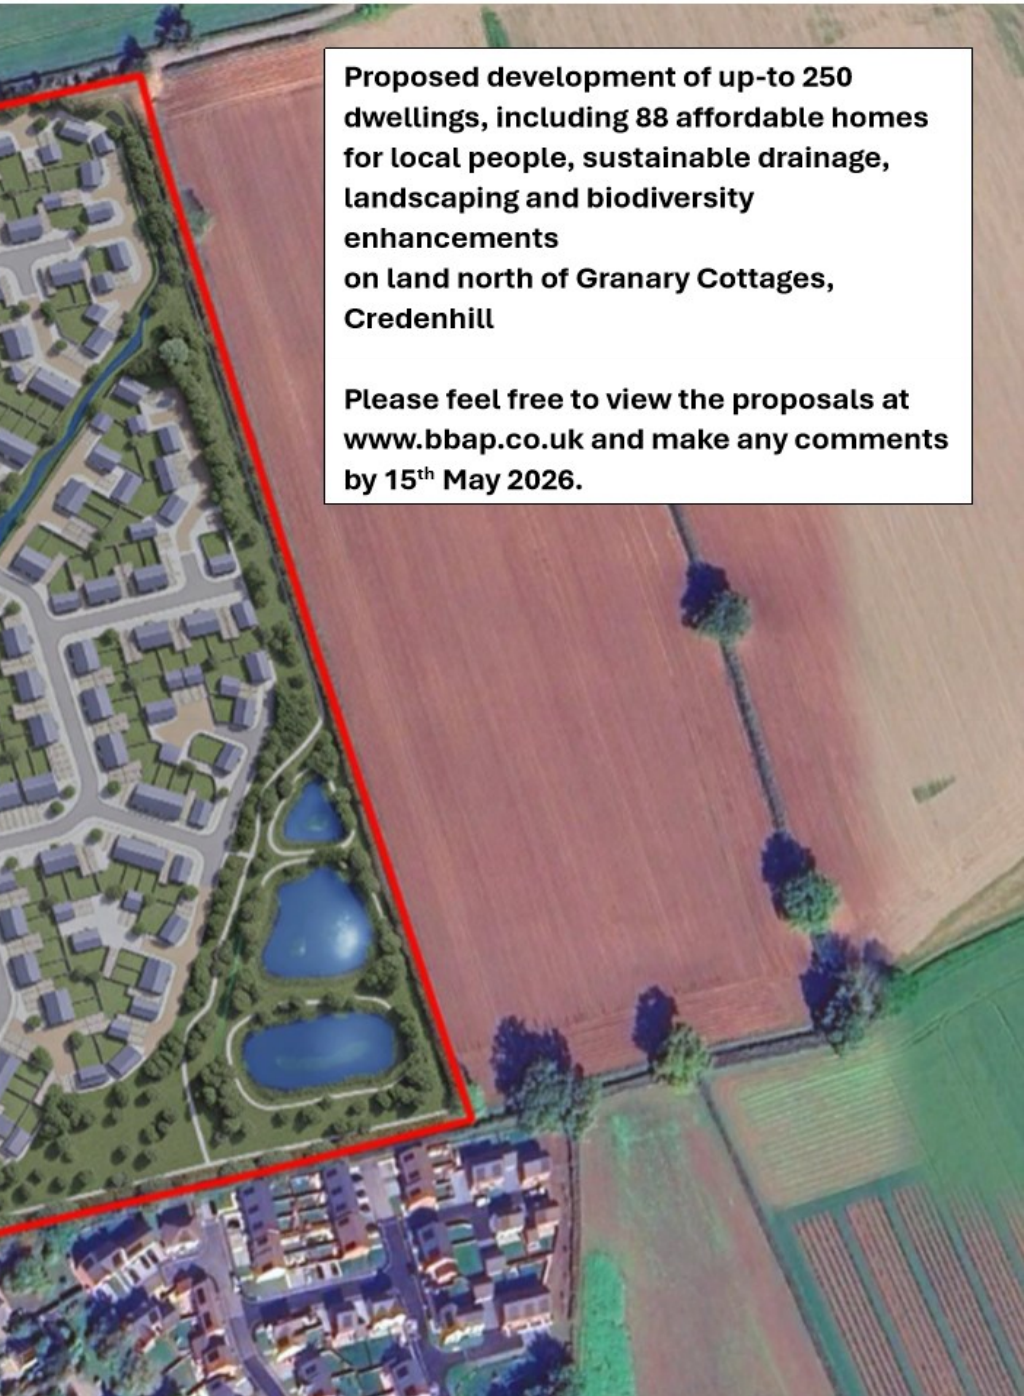 Proposed development of up-to 250
dwellings, including 88 affordable homes
for local people, sustainable drainage,
landscaping and biodiversity
enhancements
on land north of Granary Cottages,
Credenhill
Please feel free to view the proposals at
www.bbap.co.uk and make any comments
by 15th May 2026.